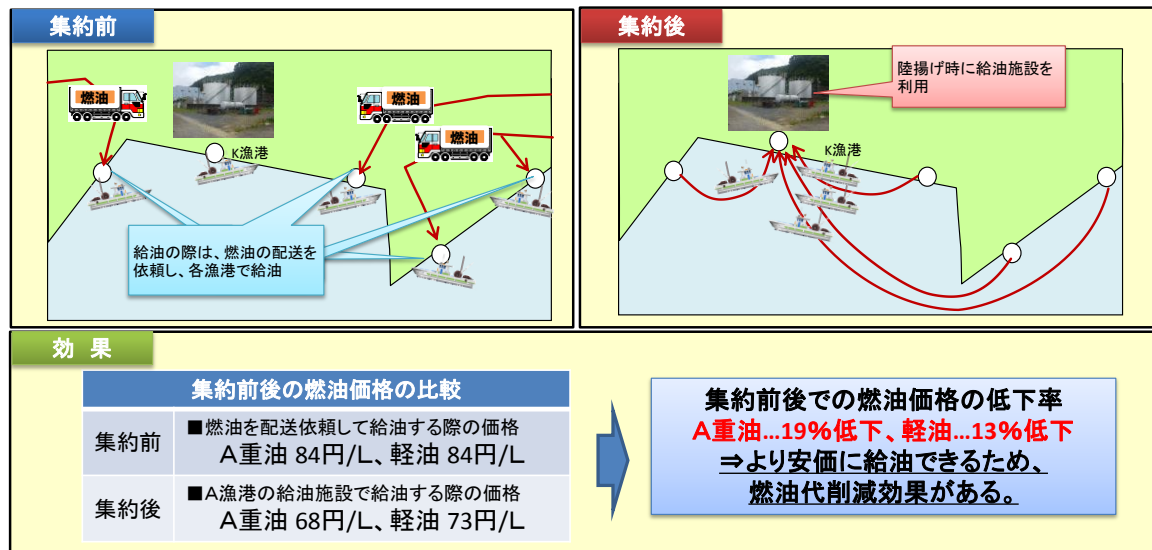 集約前
燃油
燃油
燃油
K漁港
給油の際は、燃油の配送を
依頼し、各漁港で給油
集約後
陸揚げ時に給油施設を
利用
K漁港
効 果
集約前後の燃油価格の比較
集約前
■燃油を配送依頼して給油する際の価格
A重油 84円/L、軽油 84円/L
集約後
■A漁港の給油施設で給油する際の価格
A重油 68円/L、軽油 73円/L
集約前後での燃油価格の低下率
A重油…19%低下、軽油…13%低下
⇒より安価に給油できるため、
燃油代削減効果がある。